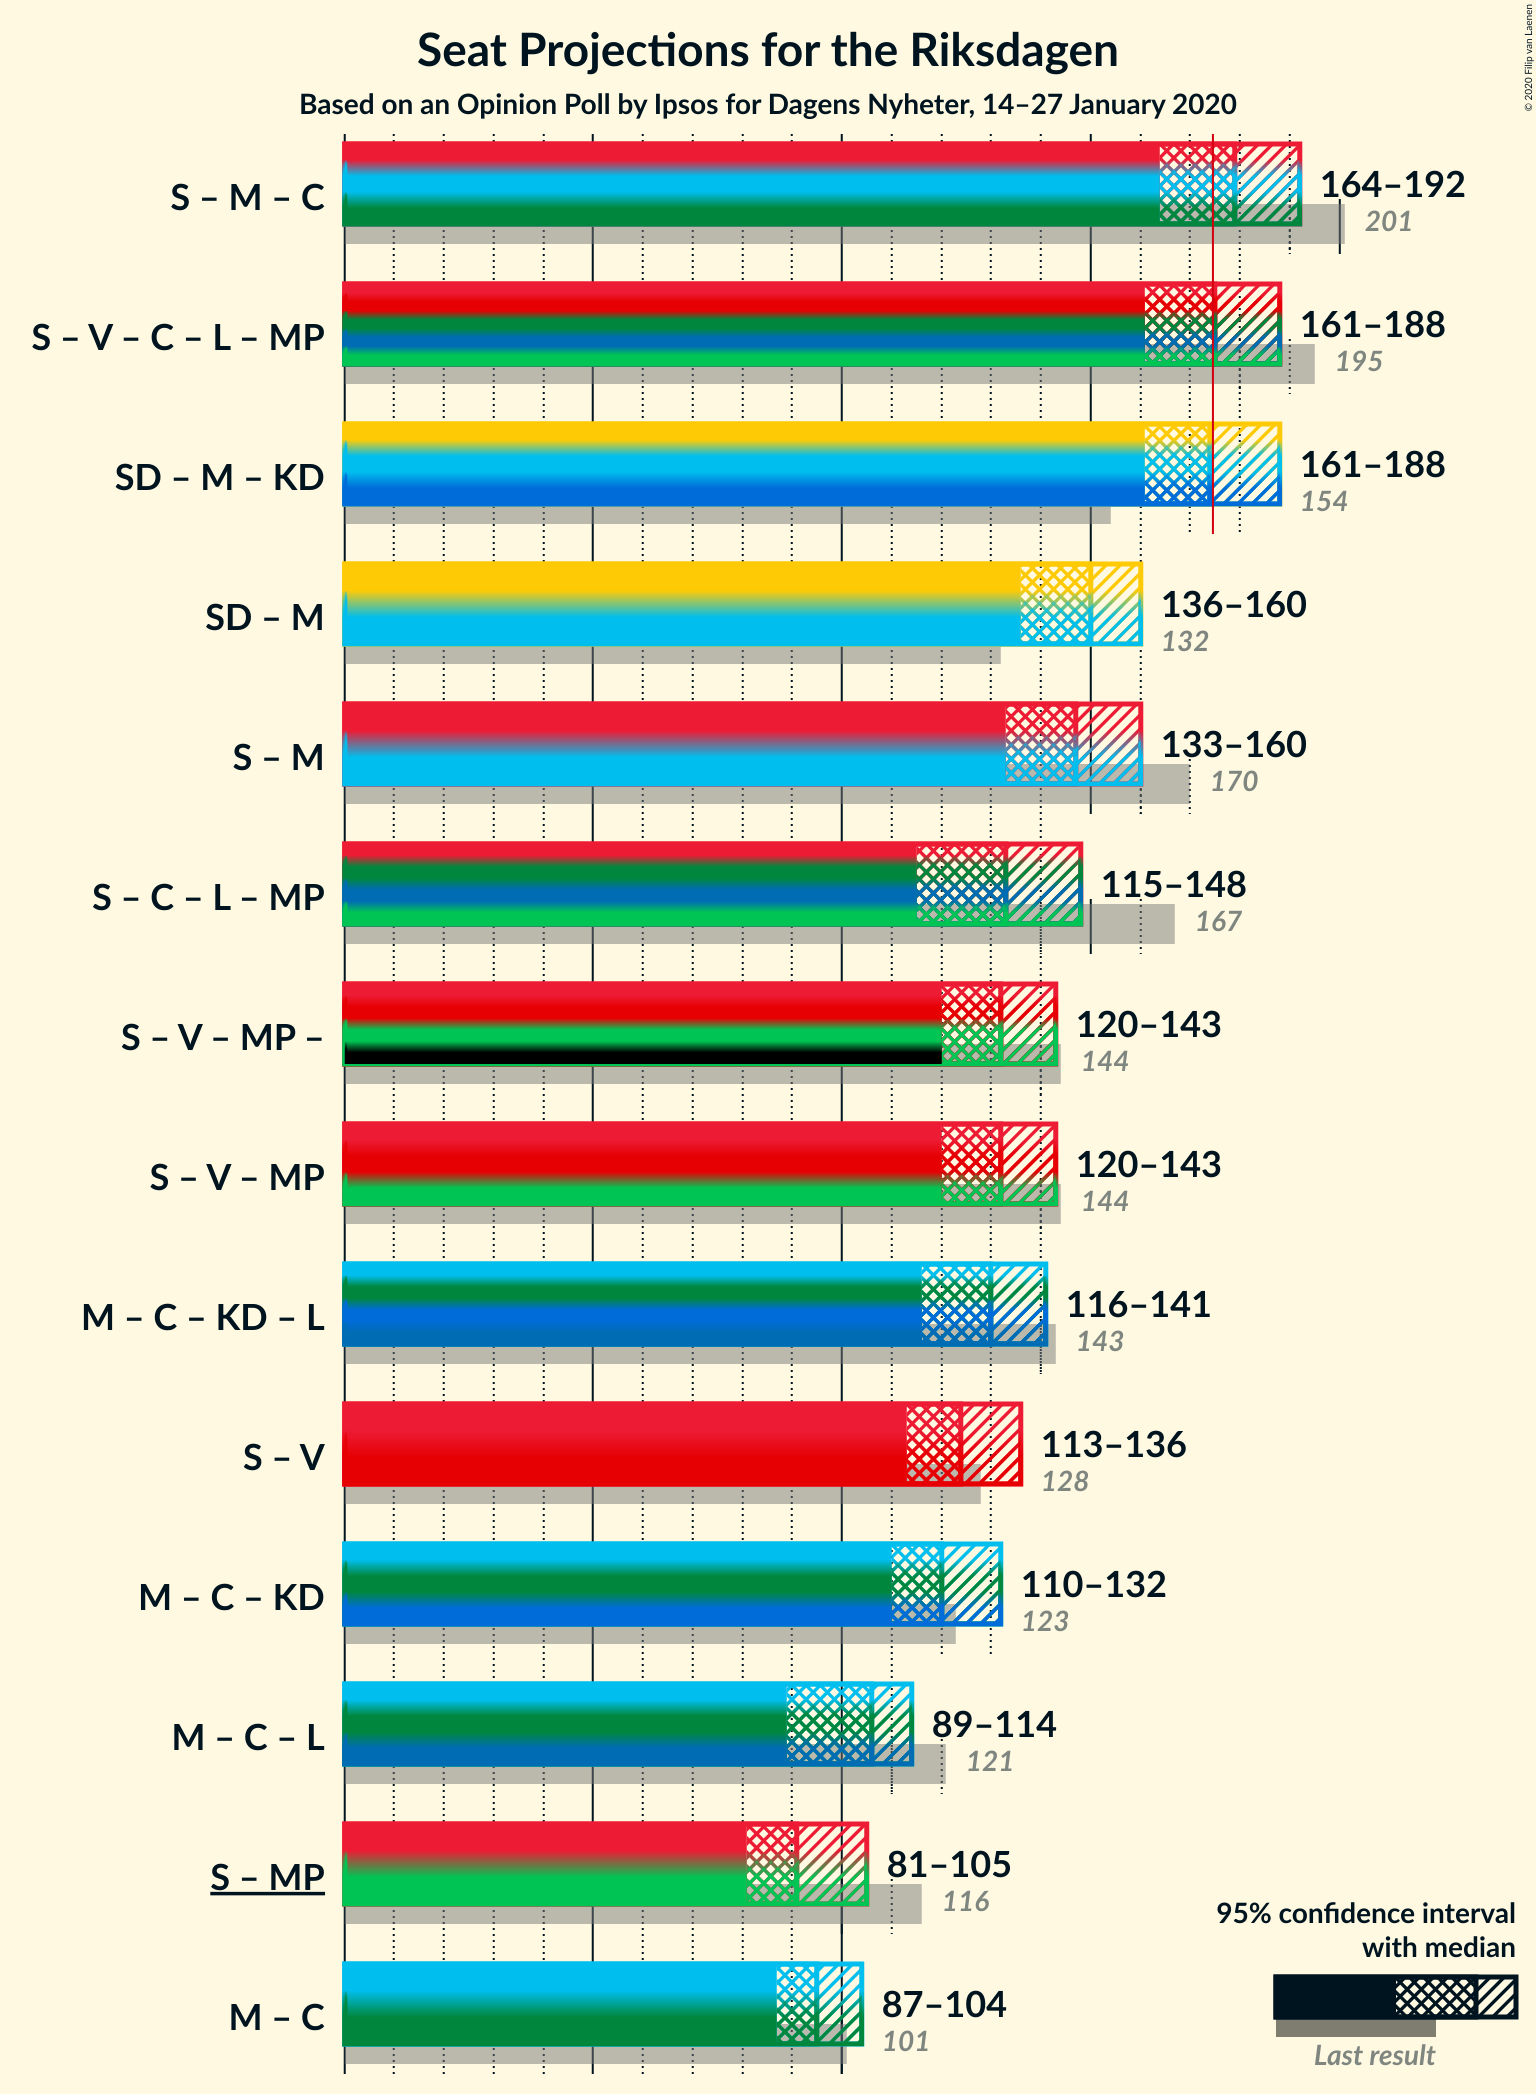 Seat Projections for the Riksdagen
Based on an Opinion Poll by Ipsos for Dagens Nyheter, 14–27 January 2020
© 2020 Filip van Laenen
S – M – C
164–192
201
S – V – C – L – MP
161–188
195
SD – M – KD
161–188
154
SD – M
136–160
132
S – M
133–160
170
S – C – L – MP
115–148
167
S – V – MP –
120–143
144
S – V – MP
120–143
144
M – C – KD – L
116–141
143
S – V
113–136
128
M – C – KD
110–132
123
M – C – L
89–114
121
S – MP
81–105
116
M – C
87–104
101
95% confidence interval
with median
Last result